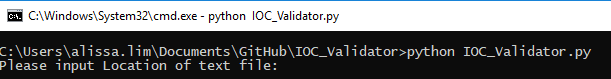 C:\Windows\System32\cmd.exe - python  IOC_Validator.py
C:\Users\alissa.lim\Documents\GitHub\IOC_Validator>python IOC_Validator.py
Please input Location of text file: